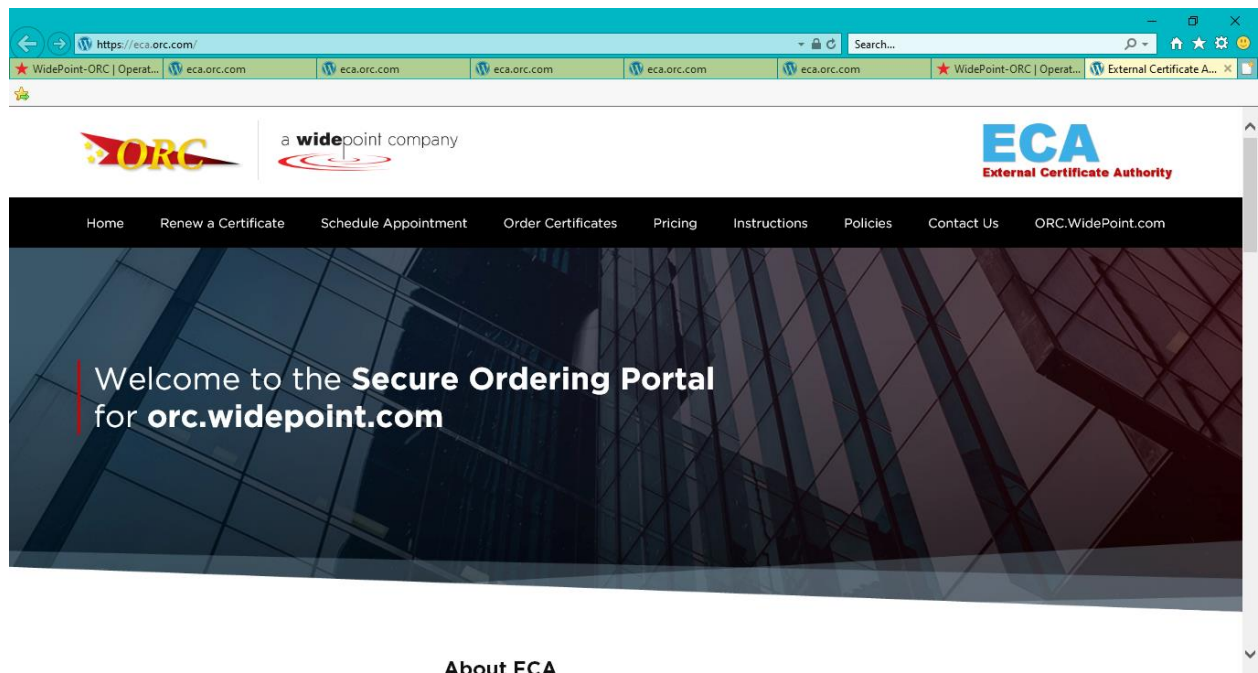 https://eca.orc.com/
Search...
WidePoint-ORC | Operat...
eca.orc.com
eca.orc.com
eca.orc.com
eca.orc.com
eca.orc.com
WidePoint-ORC | Operat...
External Certificate A...
ORC
a widepoint company
ECA
External Certificate Authority
Home Renew a Certificate Schedule Appointment Order Certificates Pricing Instructions Policies Contact Us ORC.WidePoint.com
Welcome to the Secure Ordering Portal
for orc.widepoint.com
About ECA